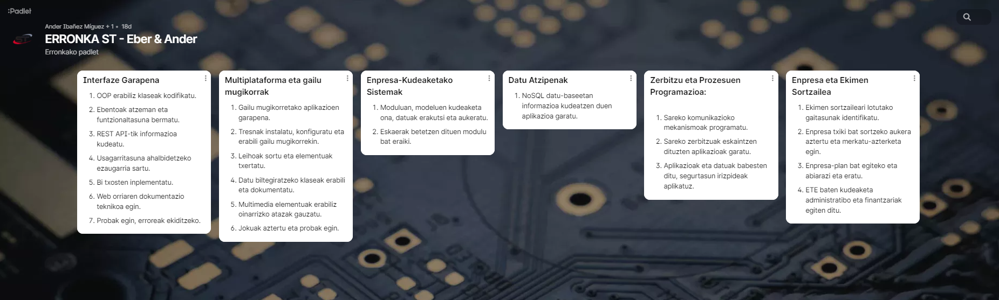 :Padlet
Ander Ibañez Míguez + 1 • 18d
ST
ERRONKA ST - Eber & Ander
Erronkako padlet
Interfaze Garapena
1. OOP erabiliz klaseak kodifikatu.
2. Ebentoak atzeman eta
funtzionaltasuna bermatu.
3. REST API-tik informazioa
kudeatu.
4. Usagarritasuna ahalbidetzeko
ezaugarria sartu.
5. Bi txosten inplementatu.
6. Web orriaren dokumentazio
teknikoa egin.
7. Probak egin, erroreak ekiditzeko.
Multiplataforma eta gailu
mugikorrak
1. Gailu mugikorretako aplikazioen
garapena.
2. Tresnak instalatu, konfiguratu eta
erabili gailu mugikorrekin.
3. Leihoak sortu eta elementuak
txertatu.
4. Datu biltegiratzeko klaseak erabili
eta dokumentatu.
5. Multimedia elementuak erabiliz
oinarrizko atazak gauzatu.
6. Jokuak aztertu eta probak egin.
Enpresa-Kudeaketako
Sistemak
1. Moduluan, modeluen kudeaketa
ona, datuak erakutsi eta aukeratu.
2. Eskaerak betetzen dituen modulu
bat eraiki.
Datu Atzipenak
1. NoSQL datu-baseetan
informazioa kudeatzen duen
aplikazioa garatu.
Zerbitzu eta Prozesuen
Programazioa:
1. Sareko komunikazioko
mekanismoak programatu.
2. Sareko zerbitzuak eskaintzen
dituzten aplikazioak garatu.
3. Aplikazioak eta datuak babesten
ditu, segurtasun irizpideak
aplikatuz.
Enpresa eta Ekimen
Sortzailea
1. Ekimen sortzaileari lotutako
gaitasunak identifikatu.
2. Enpresa txiki bat sortzeko aukera
aztertu eta merkatu-azterketa
egin.
3. Enpresa-plan bat egiteko eta
abiarazi eta eratu.
4. ETE baten kudeaketa
administratibo eta finantzariak
egiten ditu.